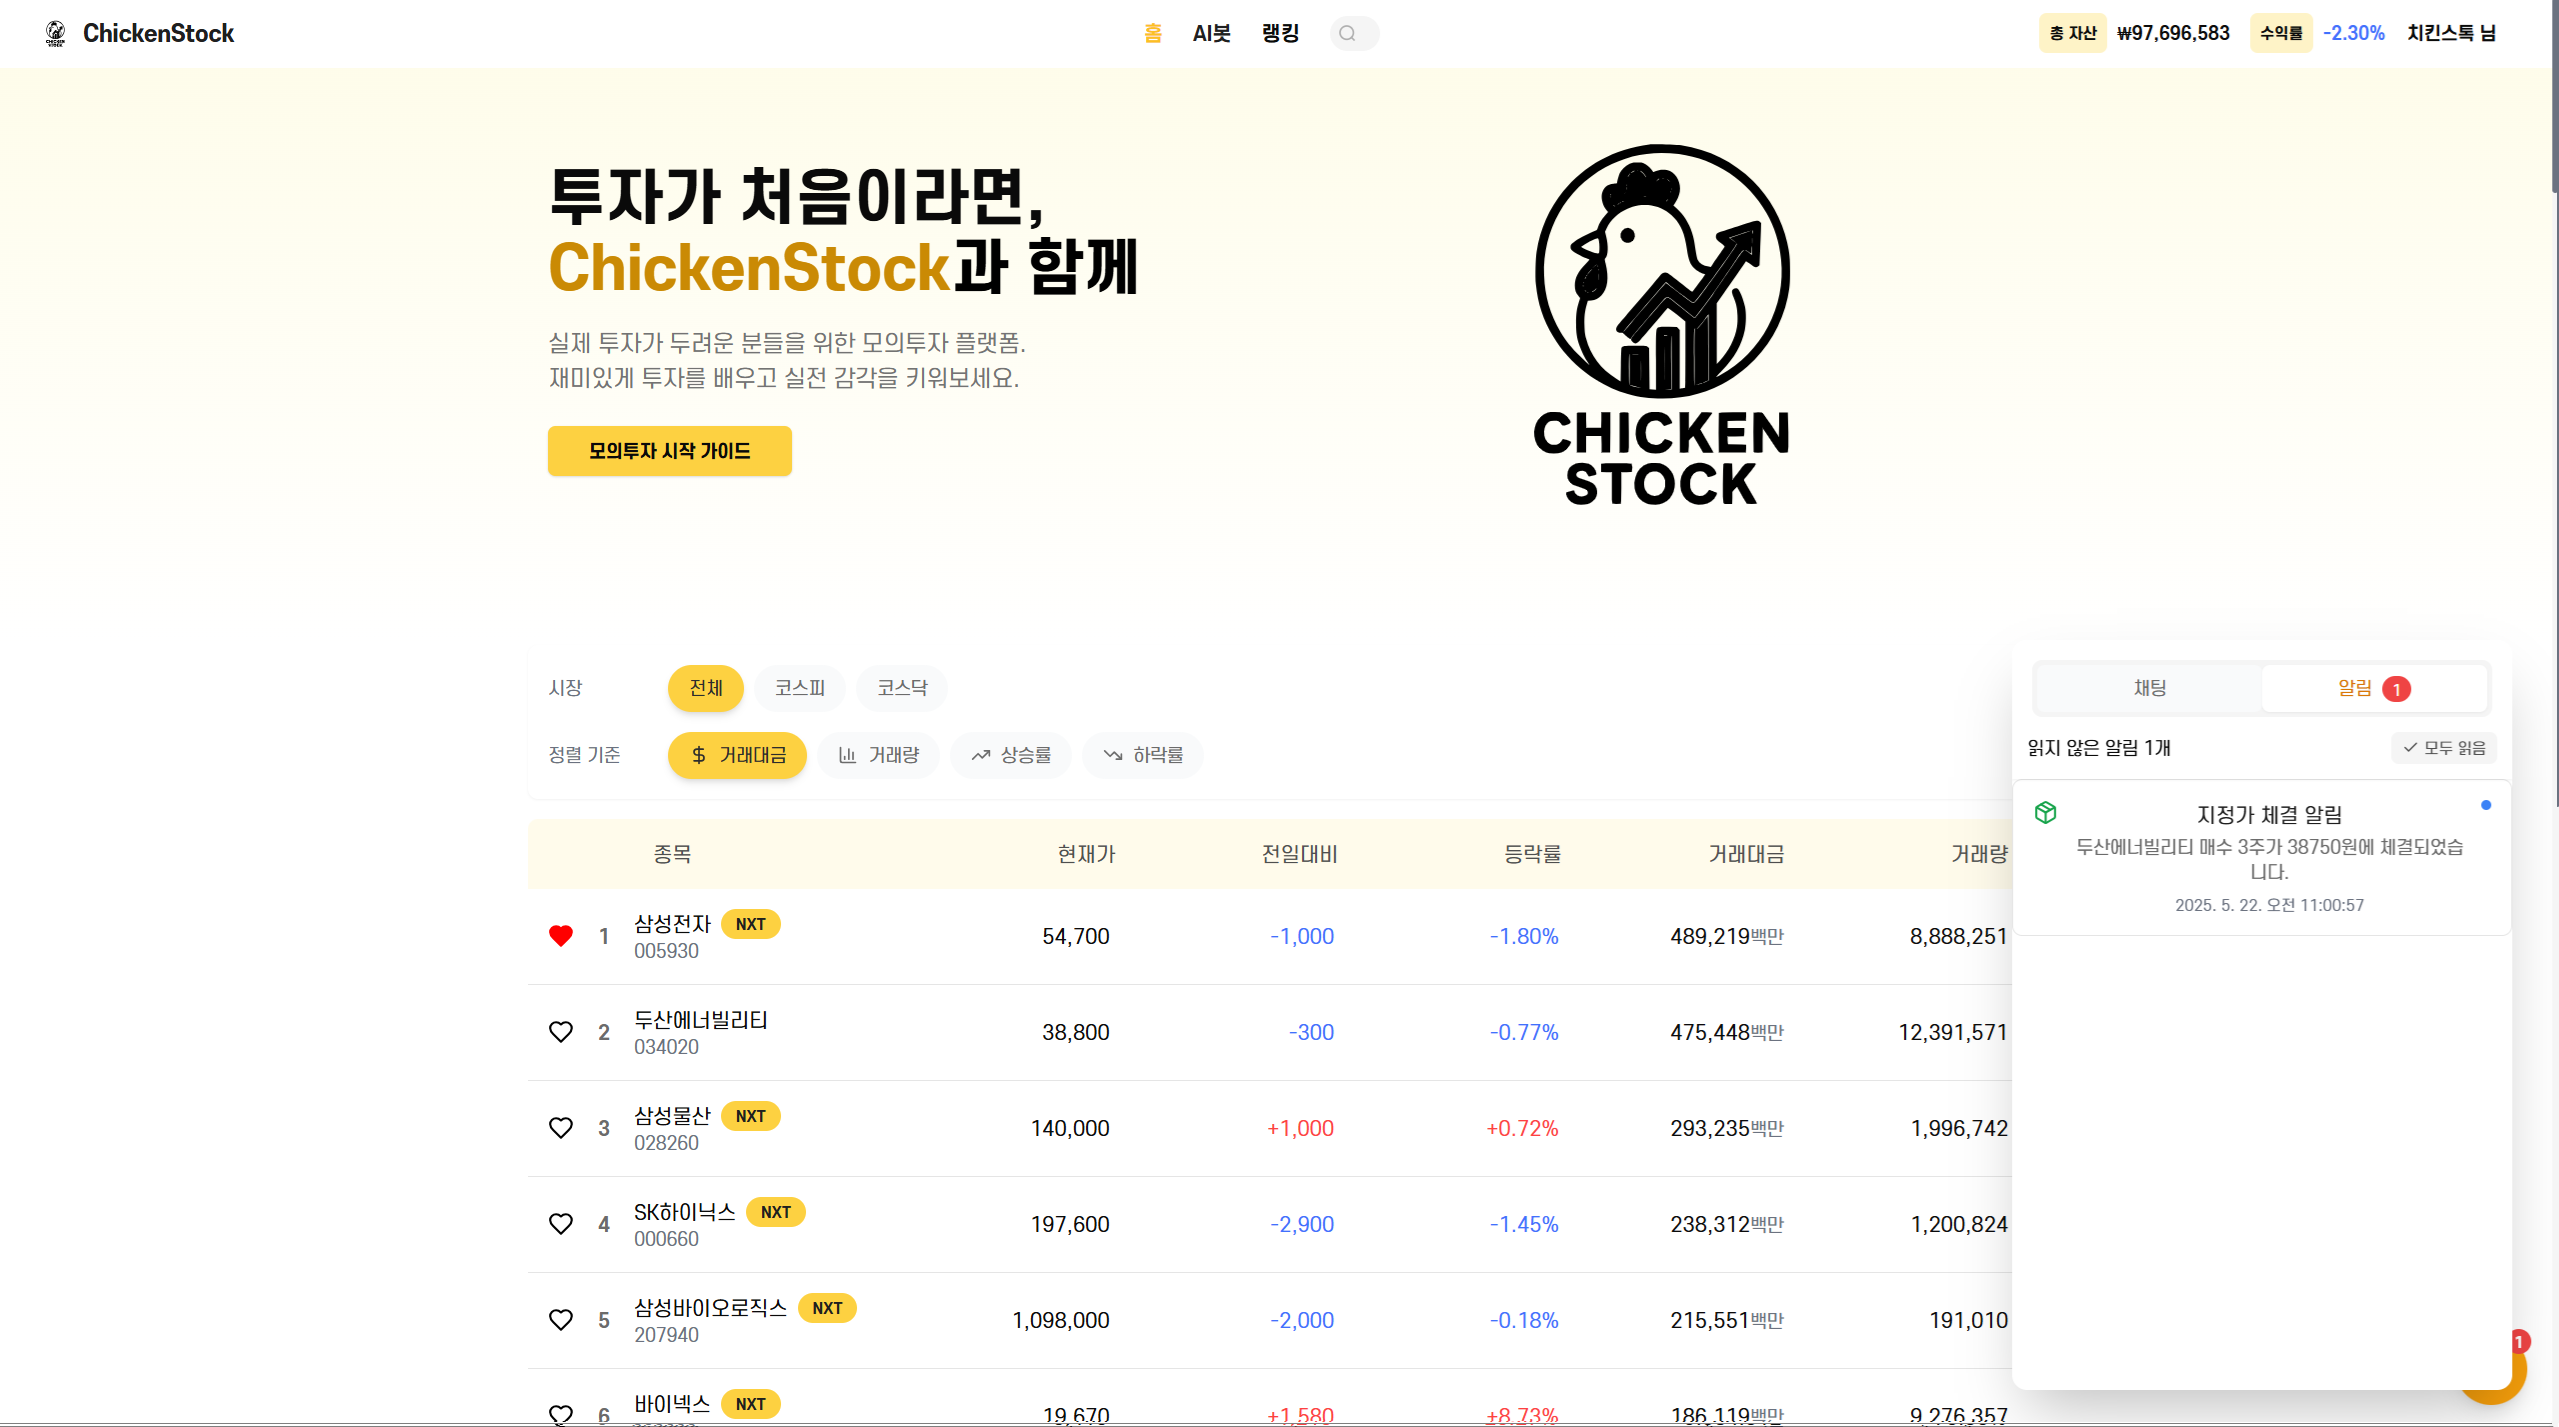 ChickenStock
홈 AI봇 랭킹
총 자산 ₩97,696,583 수익률 -2.30% 치킨스톡 님
투자가 처음이라면,
ChickenStock과 함께
실제 투자가 두려운 분들을 위한 모의투자 플랫폼.
재미있게 투자를 배우고 실전 감각을 키워보세요.
모의투자 시작 가이드
CHICKEN
STOCK
시장 전체 코스피 코스닥
정렬 기준 거래대금 거래량 상승률 하락률
종목 현재가 전일대비 등락률 거래대금 거래량
1 삼성전자 NXT 54,700 -1,000 -1.80% 489,219백만 8,888,251
005930
2 두산에너빌리티 38,800 -300 -0.77% 475,448백만 12,391,571
034020
3 삼성물산 NXT 140,000 +1,000 +0.72% 293,235백만 1,996,742
028260
4 SK하이닉스 NXT 197,600 -2,900 -1.45% 238,312백만 1,200,824
000660
5 삼성바이오로직스 NXT 1,098,000 -2,000 -0.18% 215,551백만 191,010
207940
6 바이넥스 NXT 19,670 +1,580 +8.73% 186,119백만 9,276,357
채팅 알림 1
읽지 않은 알림 1개 모두 읽음
지정가 체결 알림
두산에너빌리티 매수 3주가 38750원에 체결되었습
니다.
2025. 5. 22. 오전 11:00:57
1